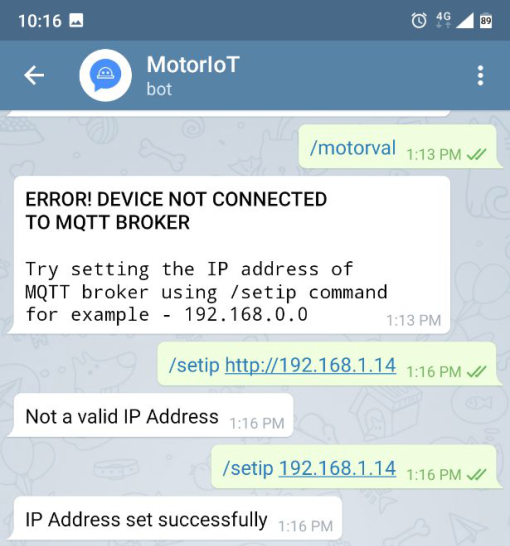 10:16 4G 89
MotorIoT
bot
/motorval 1:13 PM
ERROR! DEVICE NOT CONNECTED
TO MQTT BROKER
Try setting the IP address of
MQTT broker using /setip command
for example - 192.168.0.0 1:13 PM
/setip http://192.168.1.14 1:16 PM
Not a valid IP Address 1:16 PM
/setip 192.168.1.14 1:16 PM
IP Address set successfully 1:16 PM